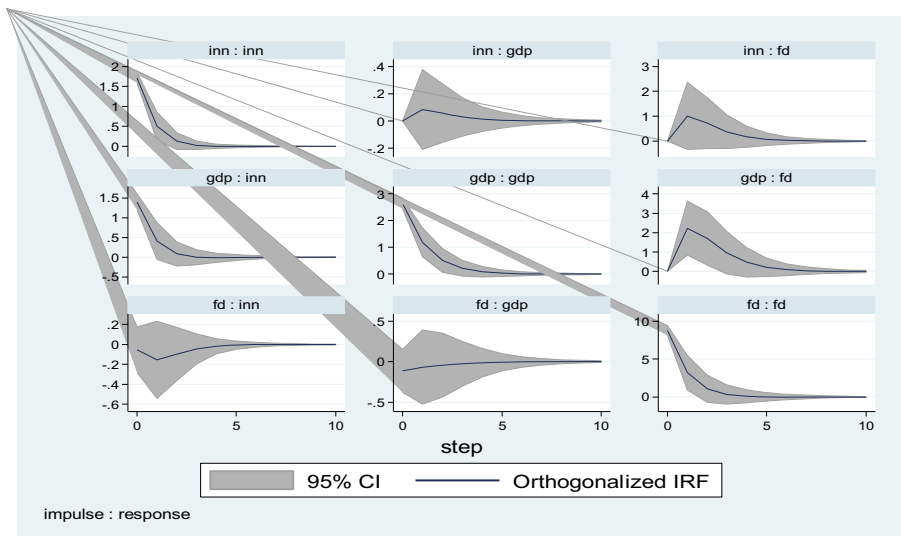 inn : inn
inn : gdp
inn : fd
2
1.5
1
.5
0
.4
.2
0
-.2
3
2
1
0
gdp : inn
gdp : gdp
gdp : fd
1.5
1
.5
0
-.5
3
2
1
0
4
3
2
1
0
fd : inn
fd : gdp
fd : fd
.2
0
-.2
-.4
-.6
.5
0
-.5
10
5
0
0 5 10
0 5 10
0 5 10
step
95% CI Orthogonalized IRF
impulse : response